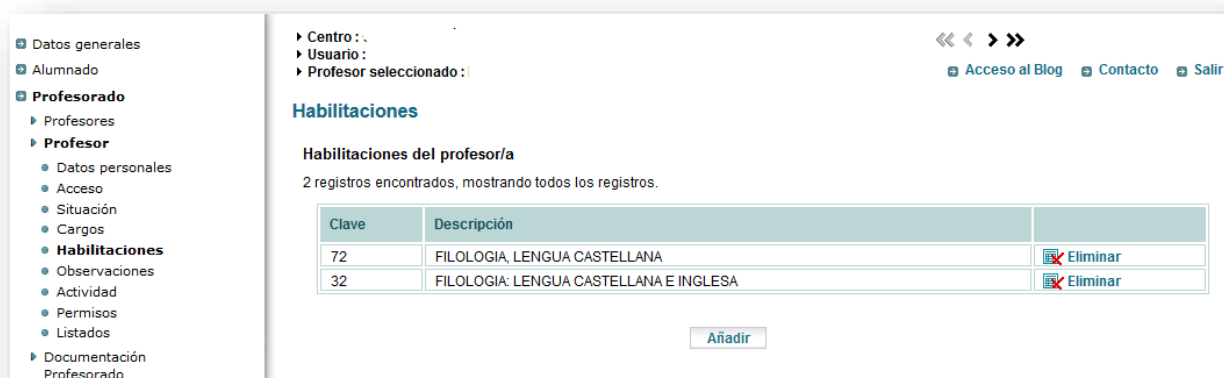 Datos generales
Alumnado
Profesorado
Profesores
Profesor
Datos personales
Acceso
Situación
Cargos
Habilitaciones
Observaciones
Actividad
Permisos
Listados
Documentación
Profesorado
Centro :
Usuario :
Profesor seleccionado :
Acceso al Blog Contacto Salir
Habilitaciones
Habilitaciones del profesor/a
2 registros encontrados, mostrando todos los registros.
Clave Descripción
72 FILOLOGIA, LENGUA CASTELLANA Eliminar
32 FILOLOGIA: LENGUA CASTELLANA E INGLESA Eliminar
Añadir